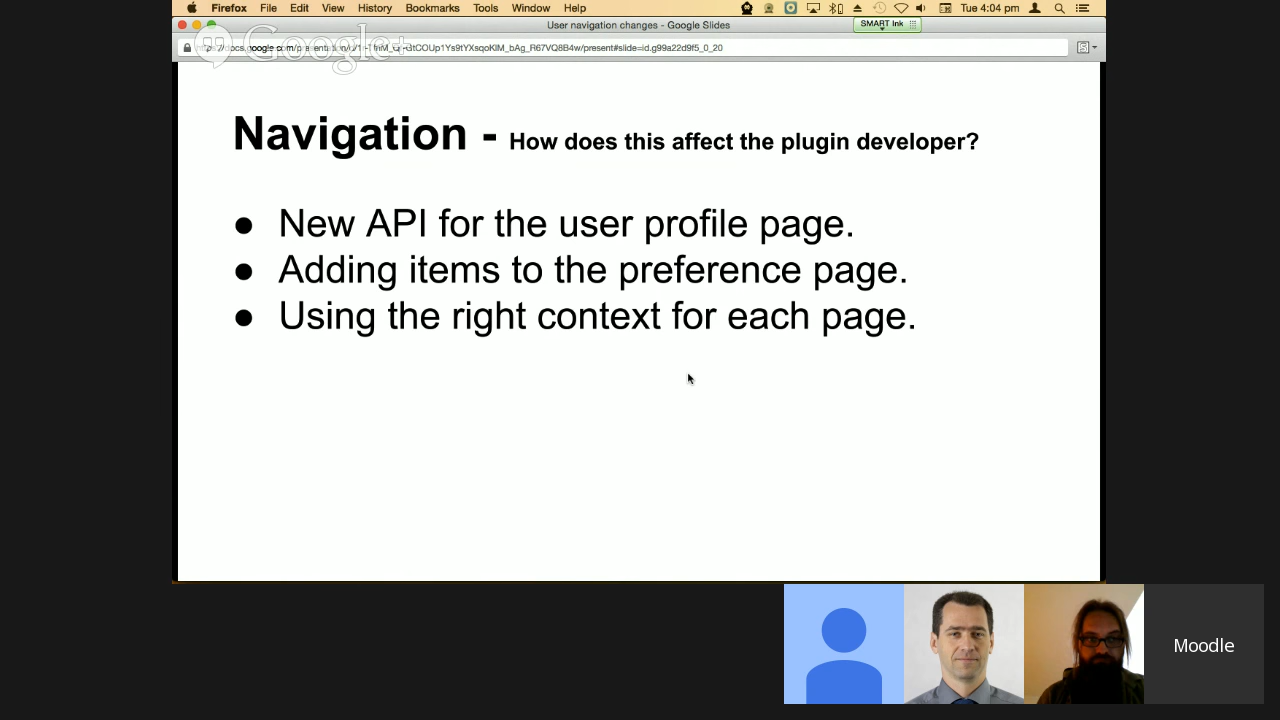 Firefox File Edit View History Bookmarks Tools Window Help Tue 4:04 pm
User navigation changes - Google Slides SMART Ink
Google+
Navigation - How does this affect the plugin developer?
● New API for the user profile page.
● Adding items to the preference page.
● Using the right context for each page.
Moodle